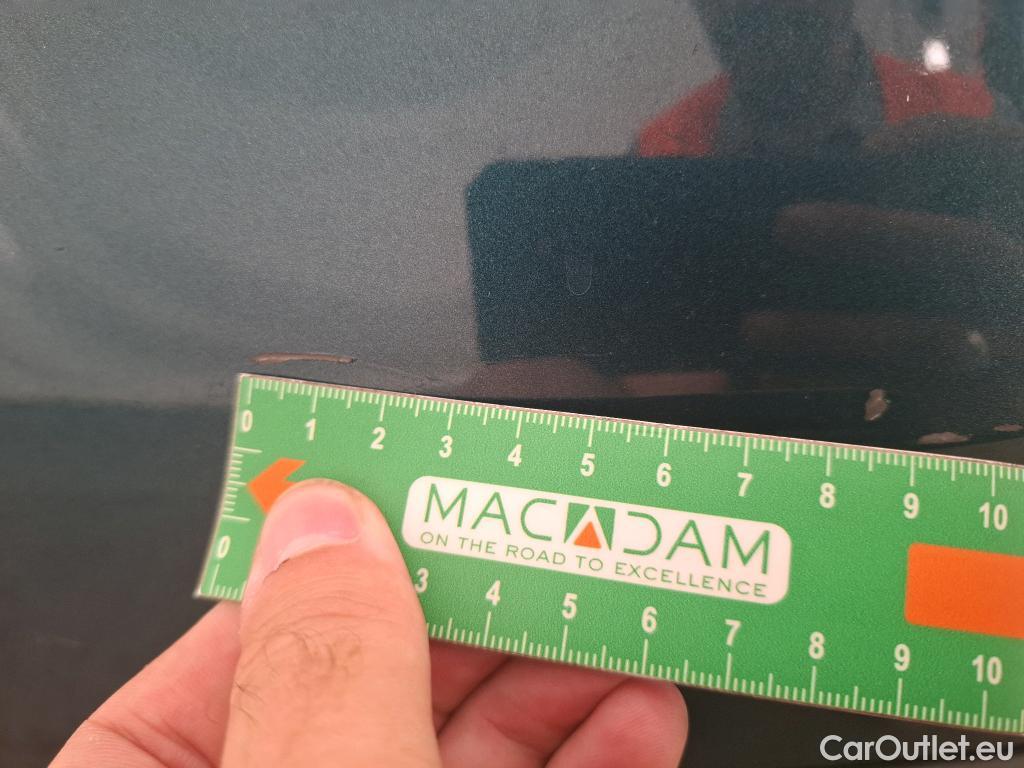 0 1 2 3 4 5 6 7 8 9 10
MACADAM
ON THE ROAD TO EXCELLENCE
0 3 4 5 6 7 8 9 10
CarOutlet.eu